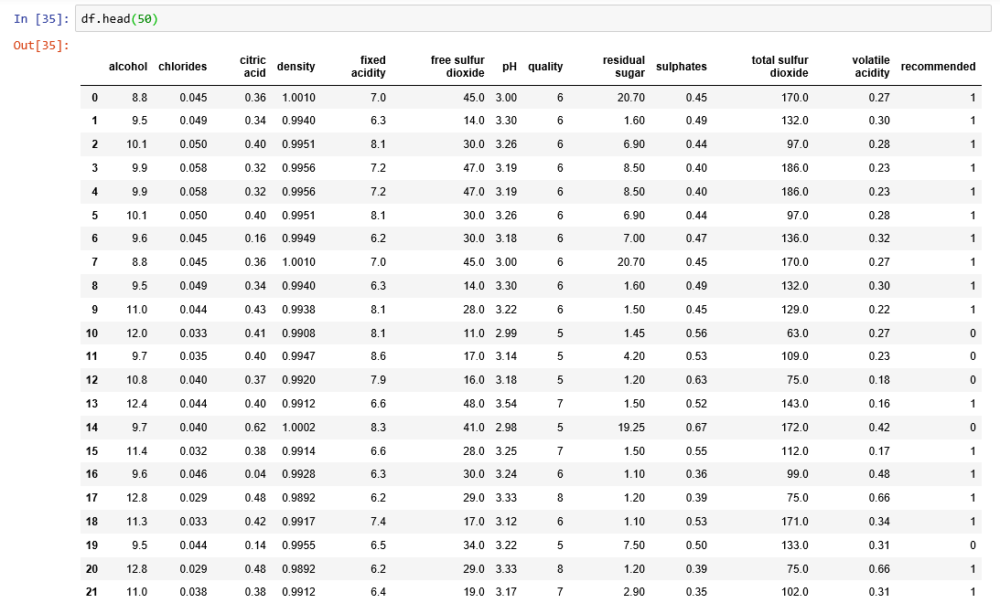 In [35]: df.head(50)
Out[35]:
alcohol chlorides citric acid density fixed acidity free sulfur dioxide pH quality residual sugar sulphates total sulfur dioxide volatile acidity recommended
0 8.8 0.045 0.36 1.0010 7.0 45.0 3.00 6 20.70 0.45 170.0 0.27 1
1 9.5 0.049 0.34 0.9940 6.3 14.0 3.30 6 1.60 0.49 132.0 0.30 1
2 10.1 0.050 0.40 0.9951 8.1 30.0 3.26 6 6.90 0.44 97.0 0.28 1
3 9.9 0.058 0.32 0.9956 7.2 47.0 3.19 6 8.50 0.40 186.0 0.23 1
4 9.9 0.058 0.32 0.9956 7.2 47.0 3.19 6 8.50 0.40 186.0 0.23 1
5 10.1 0.050 0.40 0.9951 8.1 30.0 3.26 6 6.90 0.44 97.0 0.28 1
6 9.6 0.045 0.16 0.9949 6.2 30.0 3.18 6 7.00 0.47 136.0 0.32 1
7 8.8 0.045 0.36 1.0010 7.0 45.0 3.00 6 20.70 0.45 170.0 0.27 1
8 9.5 0.049 0.34 0.9940 6.3 14.0 3.30 6 1.60 0.49 132.0 0.30 1
9 11.0 0.044 0.43 0.9938 8.1 28.0 3.22 6 1.50 0.45 129.0 0.22 1
10 12.0 0.033 0.41 0.9908 8.1 11.0 2.99 5 1.45 0.56 63.0 0.27 0
11 9.7 0.035 0.40 0.9947 8.6 17.0 3.14 5 4.20 0.53 109.0 0.23 0
12 10.8 0.040 0.37 0.9920 7.9 16.0 3.18 5 1.20 0.63 75.0 0.18 0
13 12.4 0.044 0.40 0.9912 6.6 48.0 3.54 7 1.50 0.52 143.0 0.16 1
14 9.7 0.040 0.62 1.0002 8.3 41.0 2.98 5 19.25 0.67 172.0 0.42 0
15 11.4 0.032 0.38 0.9914 6.6 28.0 3.25 7 1.50 0.55 112.0 0.17 1
16 9.6 0.046 0.04 0.9928 6.3 30.0 3.24 6 1.10 0.36 99.0 0.48 1
17 12.8 0.029 0.48 0.9892 6.2 29.0 3.33 8 1.20 0.39 75.0 0.66 1
18 11.3 0.033 0.42 0.9917 7.4 17.0 3.12 6 1.10 0.53 171.0 0.34 1
19 9.5 0.044 0.14 0.9955 6.5 34.0 3.22 5 7.50 0.50 133.0 0.31 0
20 12.8 0.029 0.48 0.9892 6.2 29.0 3.33 8 1.20 0.39 75.0 0.66 1
21 11.0 0.038 0.38 0.9912 6.4 19.0 3.17 7 2.90 0.35 102.0 0.31 1